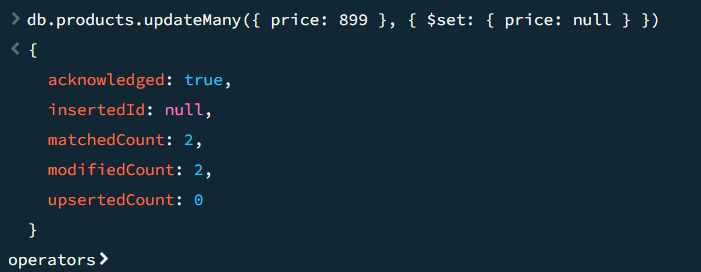 > db.products.updateMany({ price: 899 }, { $set: { price: null } })
< {
acknowledged: true,
insertedId: null,
matchedCount: 2,
modifiedCount: 2,
upsertedCount: 0
}
operators>